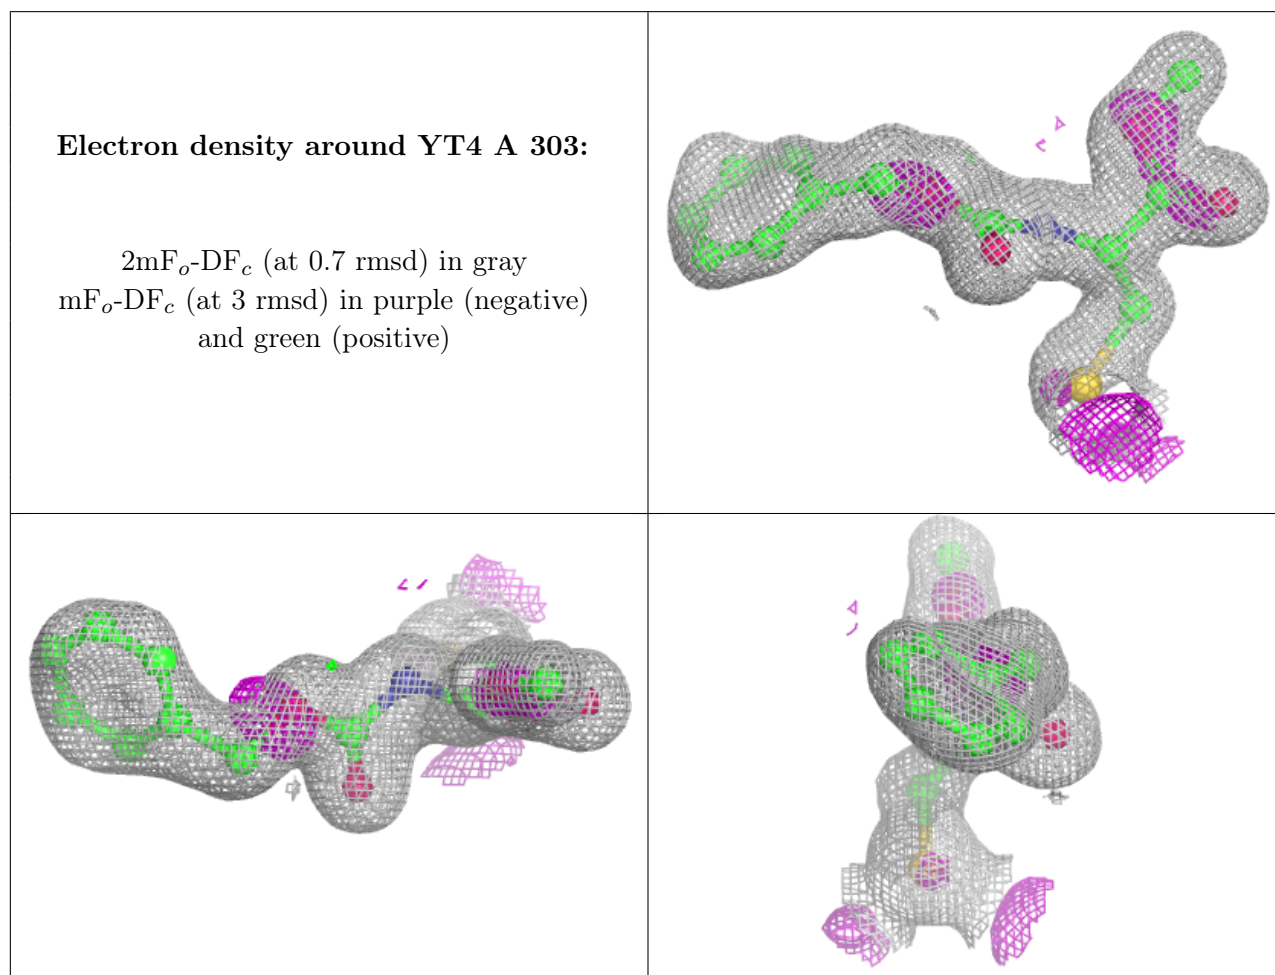 Electron density around YT4 A 303:
2mFo-DFc (at 0.7 rmsd) in gray
mFo-DFc (at 3 rmsd) in purple (negative)
and green (positive)